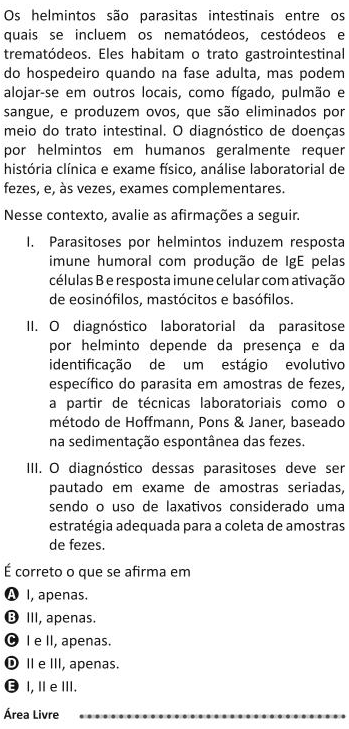 Os helmintos são parasitas intestinais entre os
quais se incluem os nematódeos, cestódeos e
trematódeos. Eles habitam o trato gastrointestinal
do hospedeiro quando na fase adulta, mas podem
alojar-se em outros locais, como fígado, pulmão e
sangue, e produzem ovos, que são eliminados por
meio do trato intestinal. O diagnóstico de doenças
por helmintos em humanos geralmente requer
história clínica e exame físico, análise laboratorial de
fezes, e, às vezes, exames complementares.
Nesse contexto, avalie as afirmações a seguir.
I. Parasitoses por helmintos induzem resposta
imune humoral com produção de IgE pelas
células B e resposta imune celular com ativação
de eosinófilos, mastócitos e basófilos.
II. O diagnóstico laboratorial da parasitose
por helminto depende da presença e da
identificação de um estágio evolutivo
específico do parasita em amostras de fezes,
a partir de técnicas laboratoriais como o
método de Hoffmann, Pons & Janer, baseado
na sedimentação espontânea das fezes.
III. O diagnóstico dessas parasitoses deve ser
pautado em exame de amostras seriadas,
sendo o uso de laxativos considerado uma
estratégia adequada para a coleta de amostras
de fezes.
É correto o que se afirma em
A I, apenas.
B III, apenas.
C I e II, apenas.
D II e III, apenas.
E I, II e III.
Área Livre